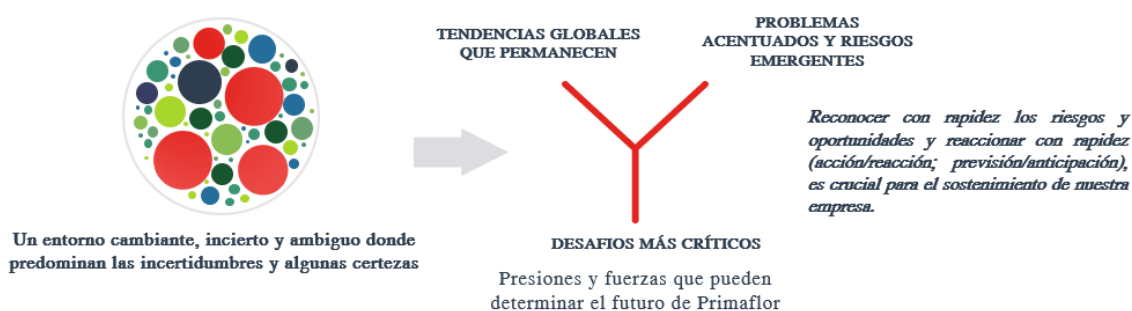 Un entorno cambiante, incierto y ambiguo donde
predominan las incertidumbres y algunas certezas
TENDENCIAS GLOBALES
QUE PERMANECEN
PROBLEMAS
ACENTUADOS Y RIESGOS
EMERGENTES
DESAFIOS MÁS CRÍTICOS
Presiones y fuerzas que pueden
determinar el futuro de Primaflor
Reconocer con rapidez los riesgos y
oportunidades y reaccionar con rapidez
(acción/reacción; previsión/anticipación),
es crucial para el sostenimiento de nuestra
empresa.